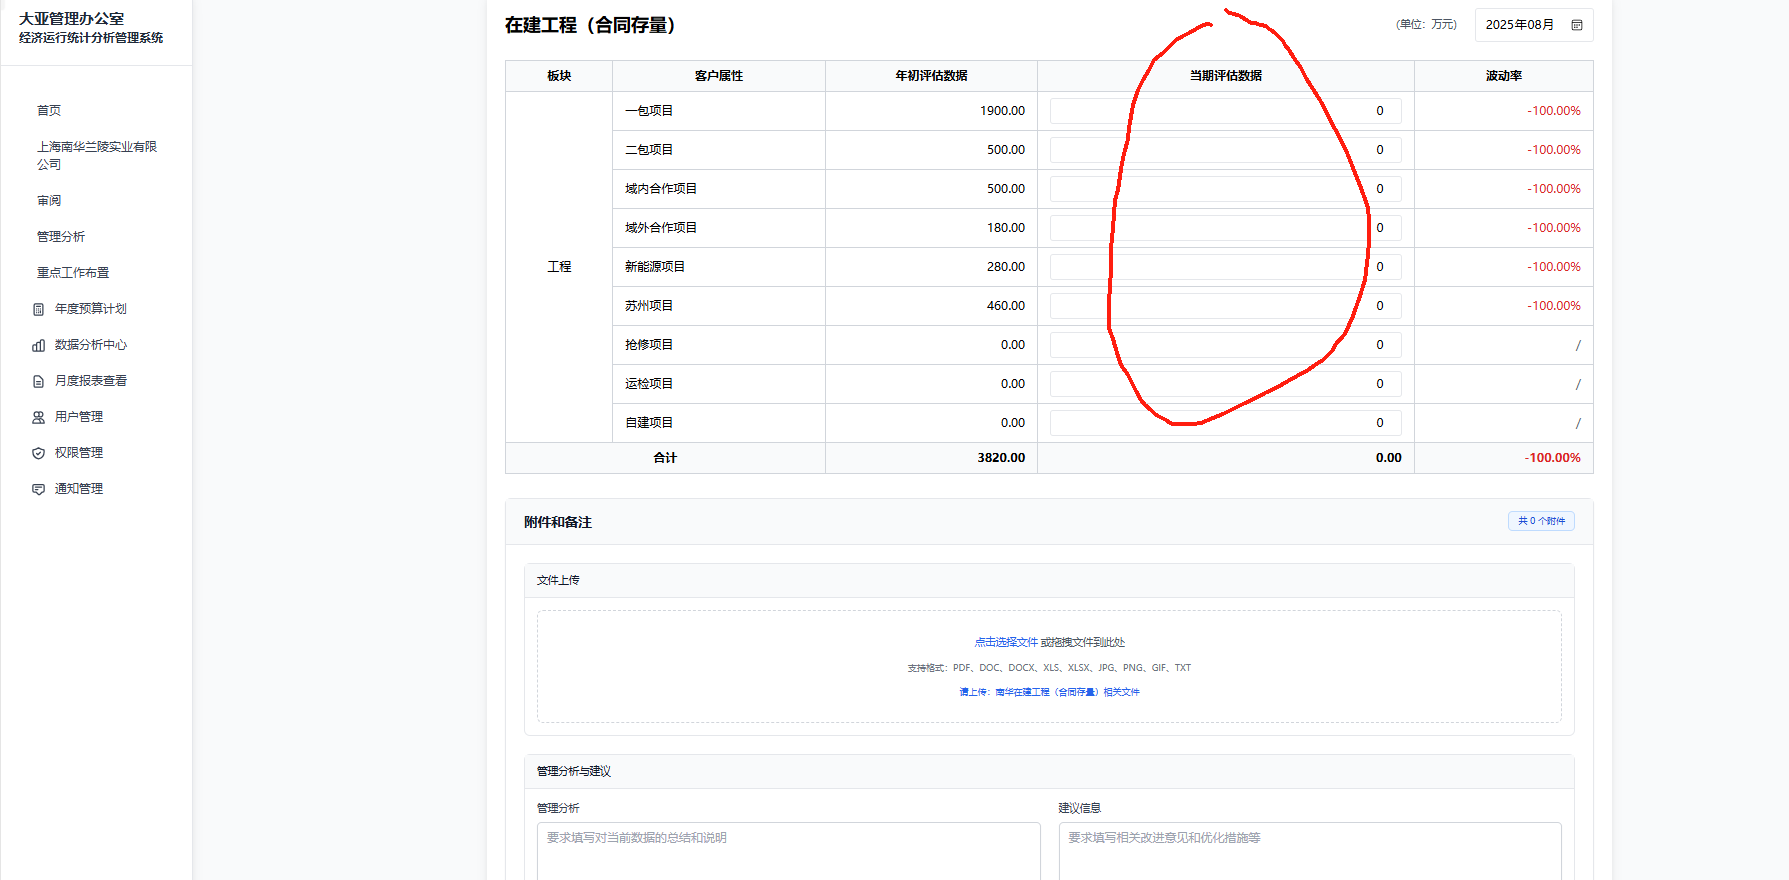 大亚管理办公室
经济运行统计分析管理系统
首页
上海南华兰陵实业有限
公司
审阅
管理分析
重点工作布置
年度预算计划
数据分析中心
月度报表查看
用户管理
权限管理
通知管理
在建工程（合同存量）
(单位：万元)
2025年08月
板块 客户属性 年初评估数据 当期评估数据 波动率
工程
一包项目 1900.00 0 -100.00%
二包项目 500.00 0 -100.00%
域内合作项目 500.00 0 -100.00%
域外合作项目 180.00 0 -100.00%
新能源项目 280.00 0 -100.00%
苏州项目 460.00 0 -100.00%
抢修项目 0.00 0 /
运检项目 0.00 0 /
自建项目 0.00 0 /
合计 3820.00 0.00 -100.00%
附件和备注
共 0 个附件
文件上传
点击选择文件 或拖拽文件到此处
支持格式：PDF、DOC、DOCX、XLS、XLSX、JPG、PNG、GIF、TXT
请上传：南华在建工程（合同存量）相关文件
管理分析与建议
管理分析
要求填写对当前数据的总结和说明
建议信息
要求填写相关改进意见和优化措施等